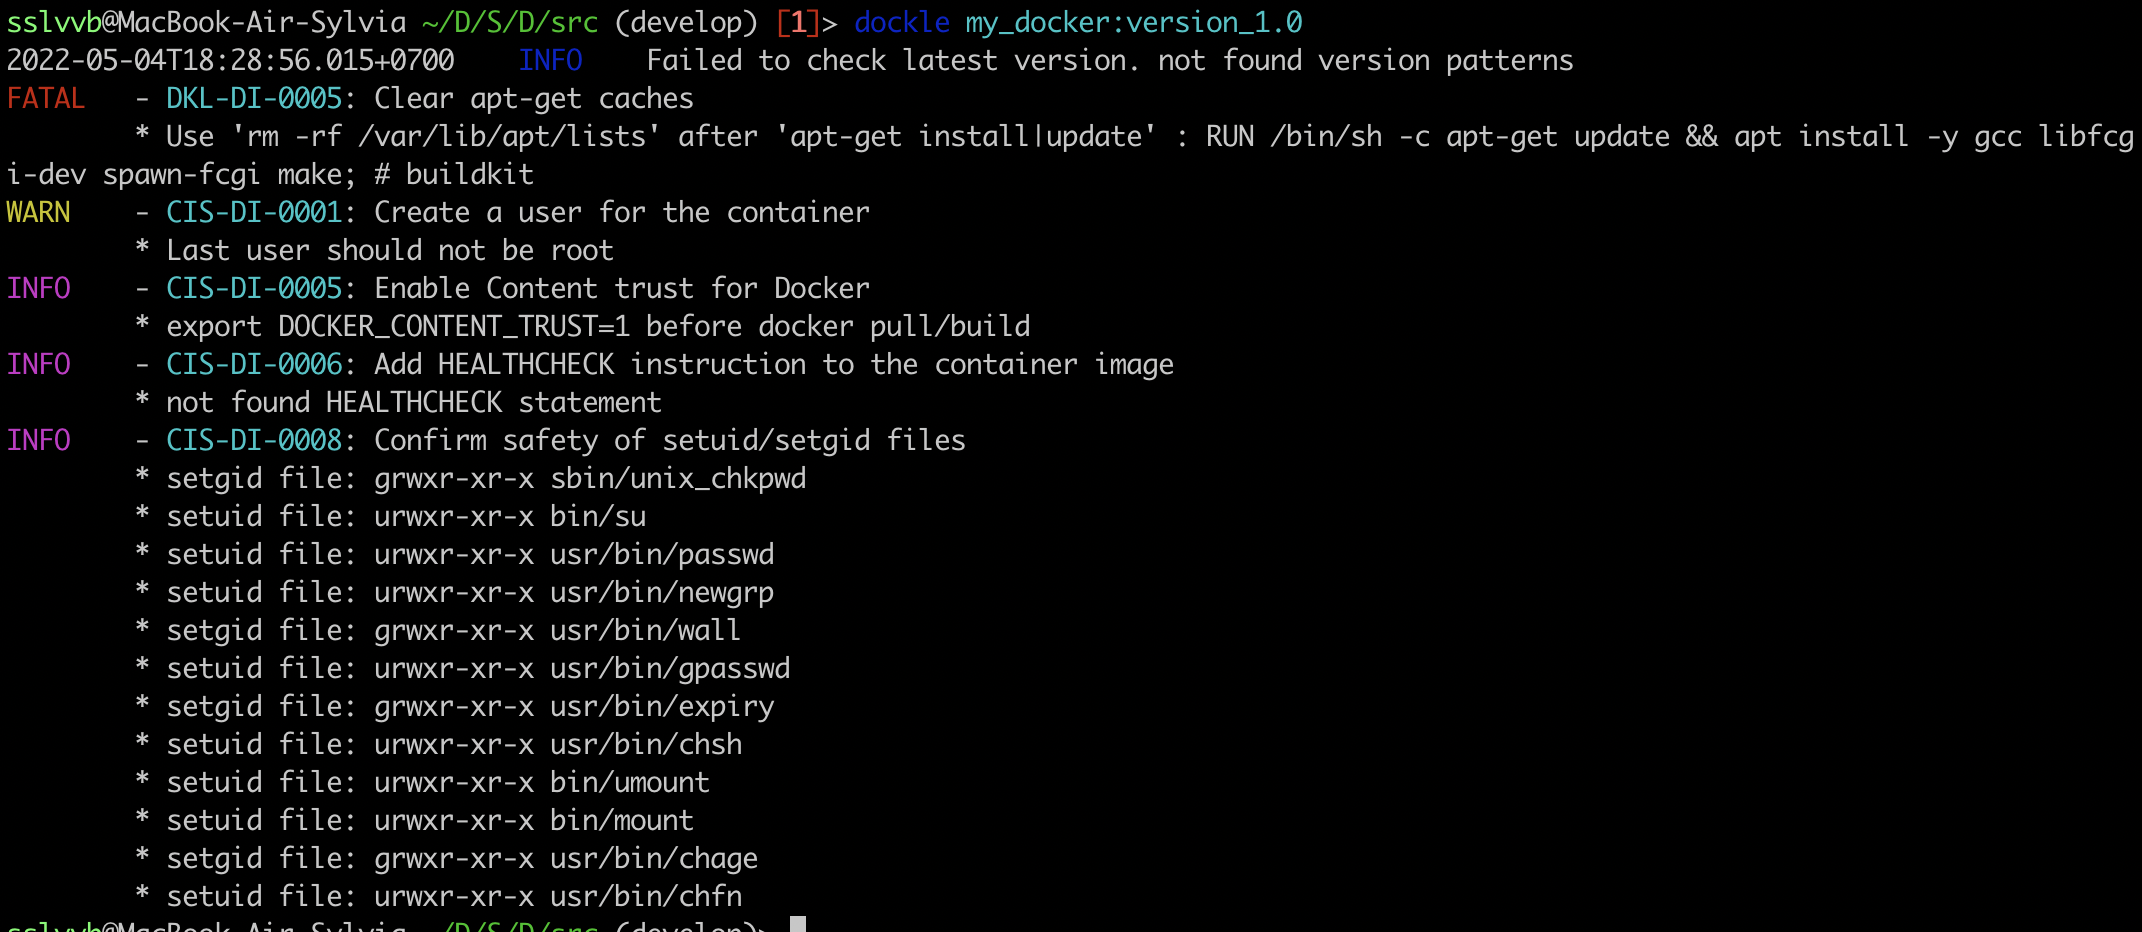 sslvvb@MacBook-Air-Sylvia ~/D/S/D/src (develop) [1]> dockle my_docker:version_1.0
2022-05-04T18:28:56.015+0700    INFO    Failed to check latest version. not found version patterns
FATAL   - DKL-DI-0005: Clear apt-get caches
        * Use 'rm -rf /var/lib/apt/lists' after 'apt-get install|update' : RUN /bin/sh -c apt-get update && apt install -y gcc libfcg
i-dev spawn-fcgi make; # buildkit
WARN    - CIS-DI-0001: Create a user for the container
        * Last user should not be root
INFO    - CIS-DI-0005: Enable Content trust for Docker
        * export DOCKER_CONTENT_TRUST=1 before docker pull/build
INFO    - CIS-DI-0006: Add HEALTHCHECK instruction to the container image
        * not found HEALTHCHECK statement
INFO    - CIS-DI-0008: Confirm safety of setuid/setgid files
        * setgid file: grwxr-xr-x sbin/unix_chkpwd
        * setuid file: urwxr-xr-x bin/su
        * setuid file: urwxr-xr-x usr/bin/passwd
        * setuid file: urwxr-xr-x usr/bin/newgrp
        * setgid file: grwxr-xr-x usr/bin/wall
        * setuid file: urwxr-xr-x usr/bin/gpasswd
        * setgid file: grwxr-xr-x usr/bin/expiry
        * setuid file: urwxr-xr-x usr/bin/chsh
        * setuid file: urwxr-xr-x bin/umount
        * setuid file: urwxr-xr-x bin/mount
        * setgid file: grwxr-xr-x usr/bin/chage
        * setuid file: urwxr-xr-x usr/bin/chfn
sslvvb@MacBook-Air-Sylvia ~/D/S/D/src (develop)>